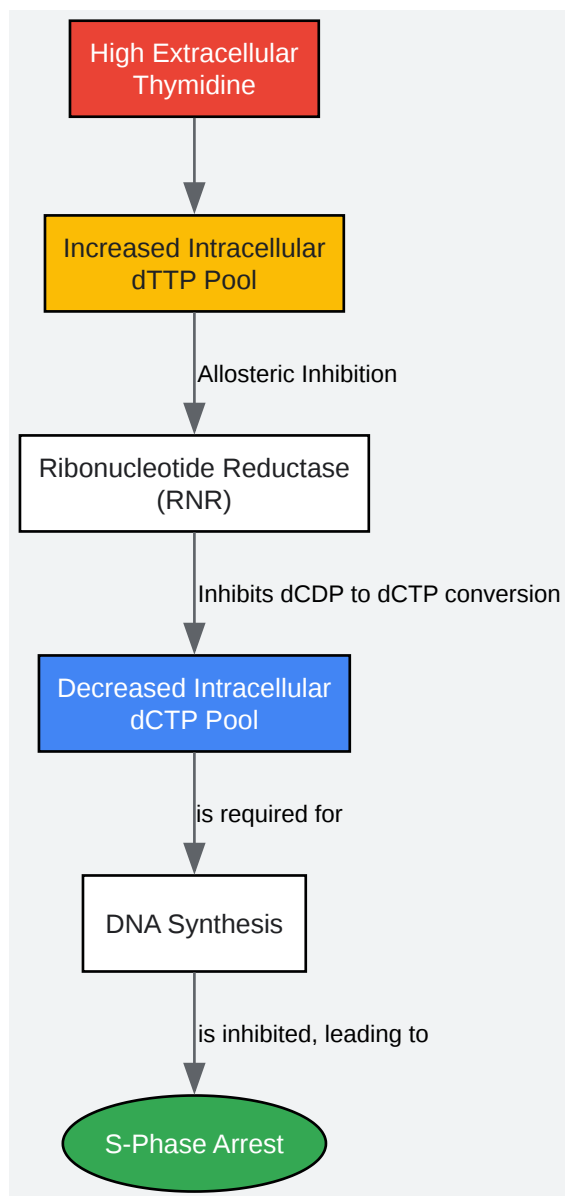 High Extracellular
Thymidine
Increased Intracellular
dTTP Pool
Allosteric Inhibition
Ribonucleotide Reductase
(RNR)
Inhibits dCDP to dCTP conversion
Decreased Intracellular
dCTP Pool
is required for
DNA Synthesis
is inhibited, leading to
S-Phase Arrest